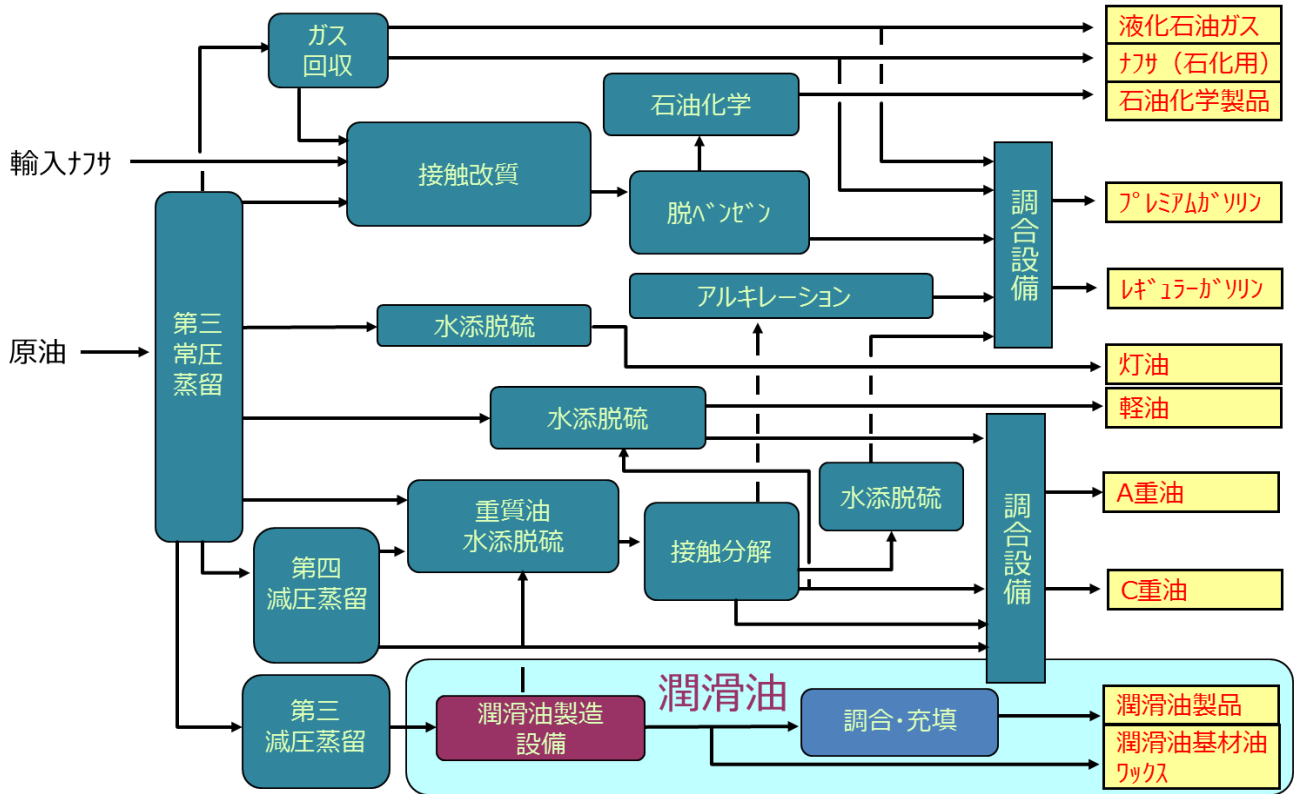 ガス
回収
液化石油ガス
ﾅﾌｻ（石化用）
石油化学製品
石油化学
輸入ﾅﾌｻ
接触改質
脱ﾍﾞﾝｾﾞﾝ
調合設備
ﾌﾟﾚﾐｱﾑｶﾞｿﾘﾝ
ﾚｷﾞｭﾗｰｶﾞｿﾘﾝ
アルキレーション
原油
第三
常圧
蒸留
水添脱硫
灯油
水添脱硫
軽油
重質油
水添脱硫
接触分解
水添脱硫
調合設備
A重油
C重油
第四
減圧蒸留
第三
減圧蒸留
潤滑油
潤滑油製造
設備
調合・充填
潤滑油製品
潤滑油基材油
ﾜｯｸｽ